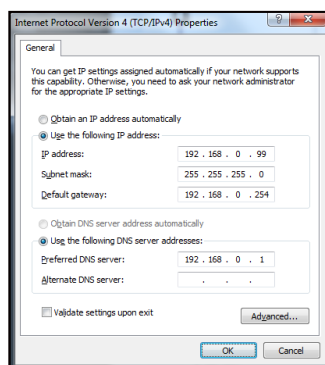 Internet Protocol Version 4 (TCP/IPv4) Properties
General
You can get IP settings assigned automatically if your network supports
this capability. Otherwise, you need to ask your network administrator
for the appropriate IP settings.
Obtain an IP address automatically
Use the following IP address:
IP address: 192 . 168 . 0 . 99
Subnet mask: 255 . 255 . 255 . 0
Default gateway: 192 . 168 . 0 . 254
Obtain DNS server address automatically
Use the following DNS server addresses:
Preferred DNS server: 192 . 168 . 0 . 1
Alternate DNS server: . . .
Validate settings upon exit
Advanced...
OK Cancel